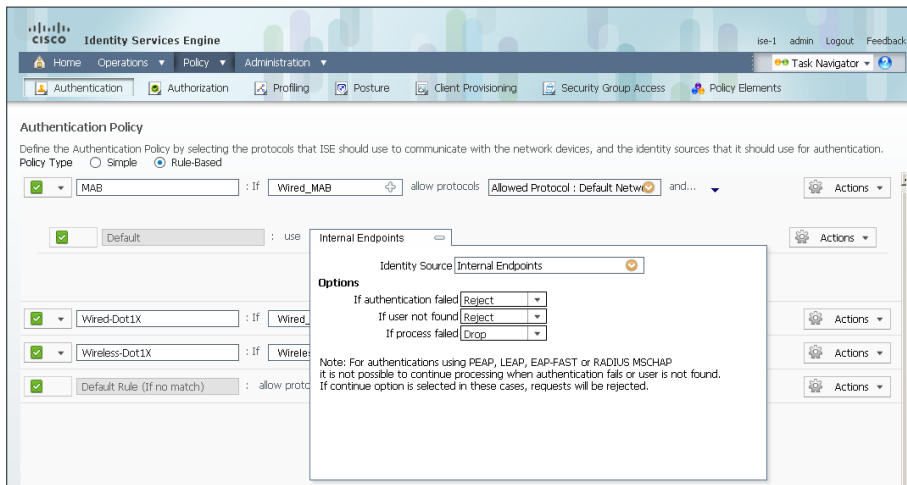 CISCO Identity Services Engine ise-1 admin Logout Feedback
Home Operations Policy Administration Task Navigator
Authentication Authorization Profiling Posture Client Provisioning Security Group Access Policy Elements
Authentication Policy
Define the Authentication Policy by selecting the protocols that ISE should use to communicate with the network devices, and the identity sources that it should use for authentication.
Policy Type Simple Rule-Based
MAB : If Wired_MAB allow protocols Allowed Protocol : Default Netw and... Actions
Default : use Internal Endpoints Actions
Identity Source Internal Endpoints
Options
If authentication failed Reject
If user not found Reject
If process failed Drop
Wired-Dot1X : If Wired_ Actions
Wireless-Dot1X : If Wireles Actions
Default Rule (If no match) : allow proto Actions
Note: For authentications using PEAP, LEAP, EAP-FAST or RADIUS MSCHAP
it is not possible to continue processing when authentication fails or user is not found.
If continue option is selected in these cases, requests will be rejected.